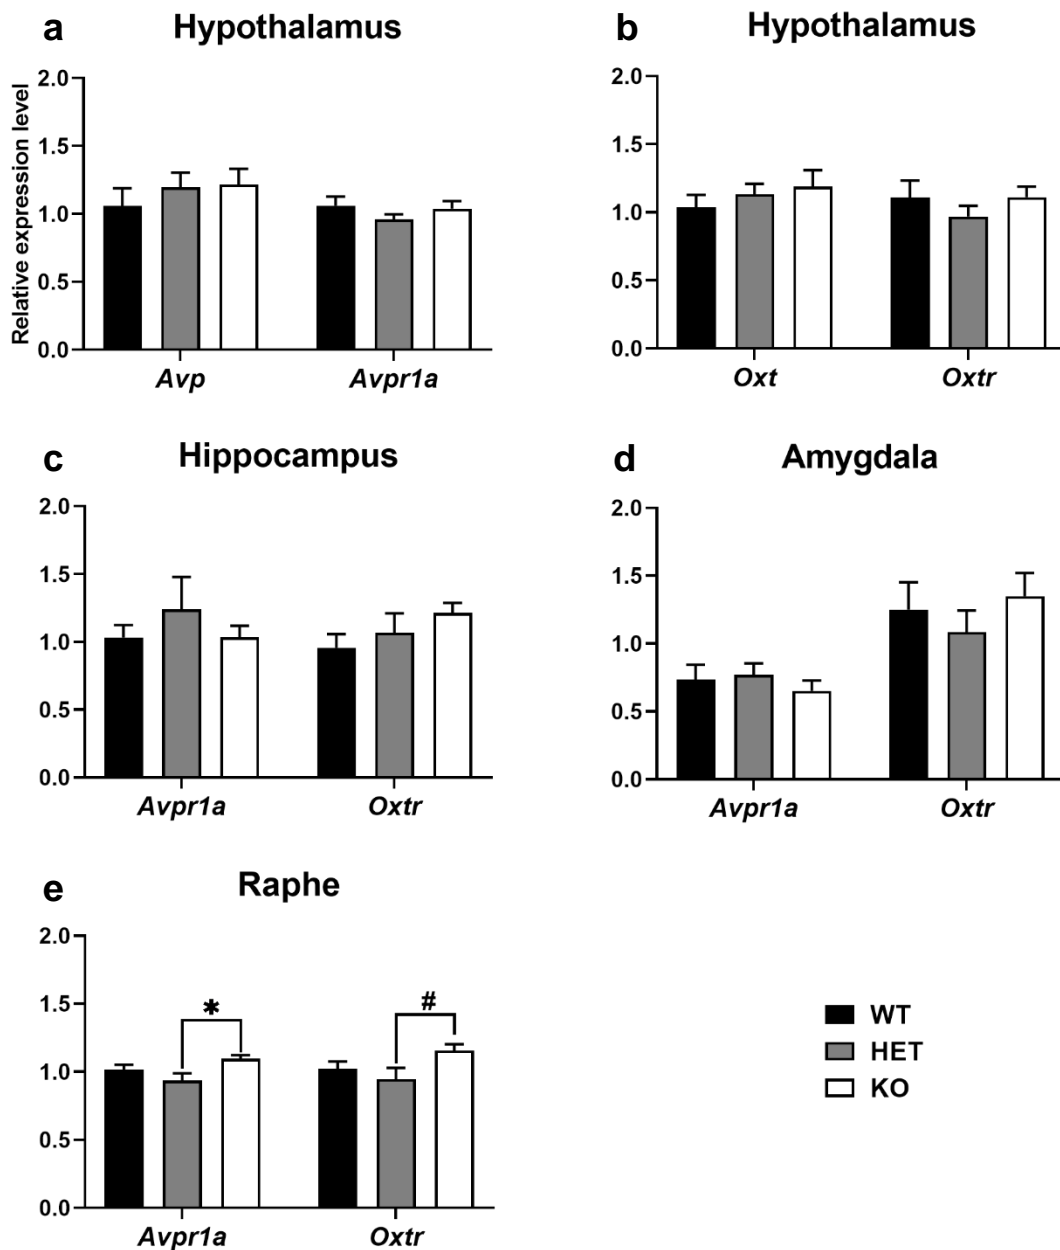 a Hypothalamus
Relative expression level
2.0
1.5
1.0
0.5
0.0
Avp Avpr1a
b Hypothalamus
2.0
1.5
1.0
0.5
0.0
Oxt Oxtr
c Hippocampus
2.0
1.5
1.0
0.5
0.0
Avpr1a Oxtr
d Amygdala
2.0
1.5
1.0
0.5
0.0
Avpr1a Oxtr
e Raphe
2.0
1.5
1.0
0.5
0.0
* #
Avpr1a Oxtr
WT
HET
KO